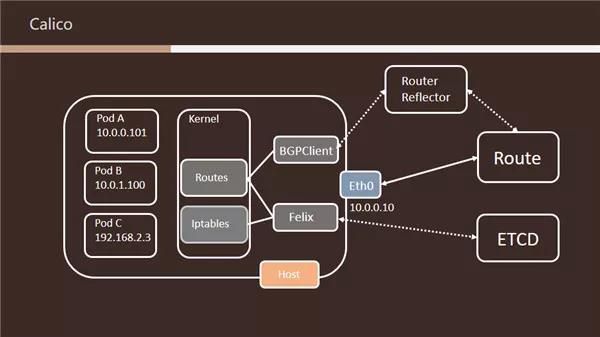 Calico
Router
Reflector
Pod A
10.0.0.101
Kernel
BGPClient
Route
Pod B
10.0.1.100
Routes
Eth0
10.0.0.10
Pod C
192.168.2.3
Iptables
Felix
ETCD
Host